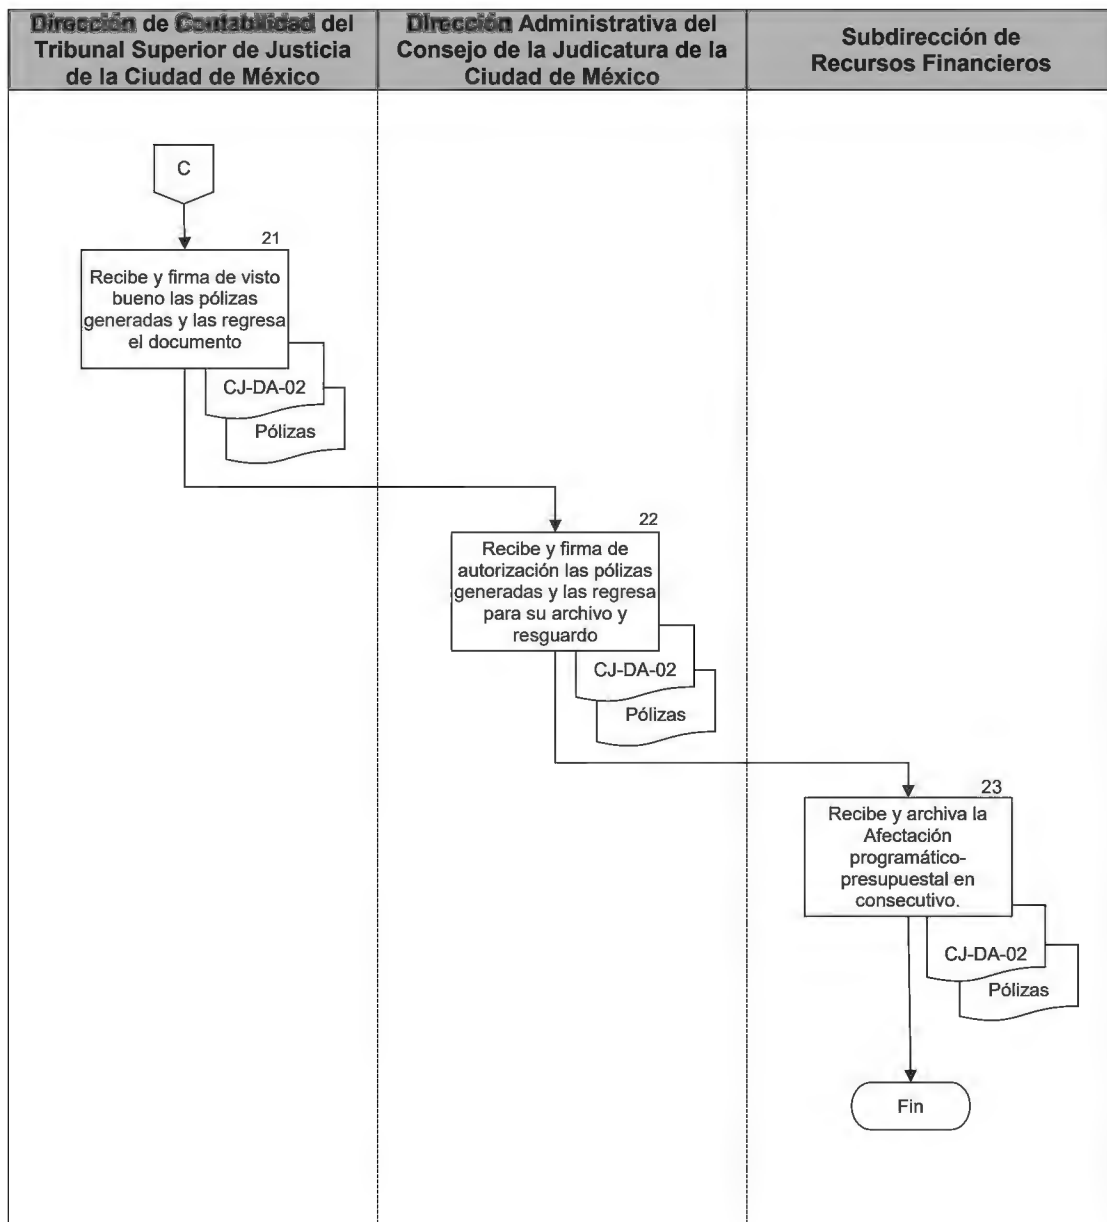 Dirección de Contabilidad del
Tribunal Superior de Justicia
de la Ciudad de México
Dirección Administrativa del
Consejo de la Judicatura de la
Ciudad de México
Subdirección de
Recursos Financieros
C
21
Recibe y firma de visto
bueno las pólizas
generadas y las regresa
el documento
CJ-DA-02
Pólizas
22
Recibe y firma de
autorización las pólizas
generadas y las regresa
para su archivo y
resguardo
CJ-DA-02
Pólizas
23
Recibe y archiva la
Afectación
programático-
presupuestal en
consecutivo.
CJ-DA-02
Pólizas
Fin